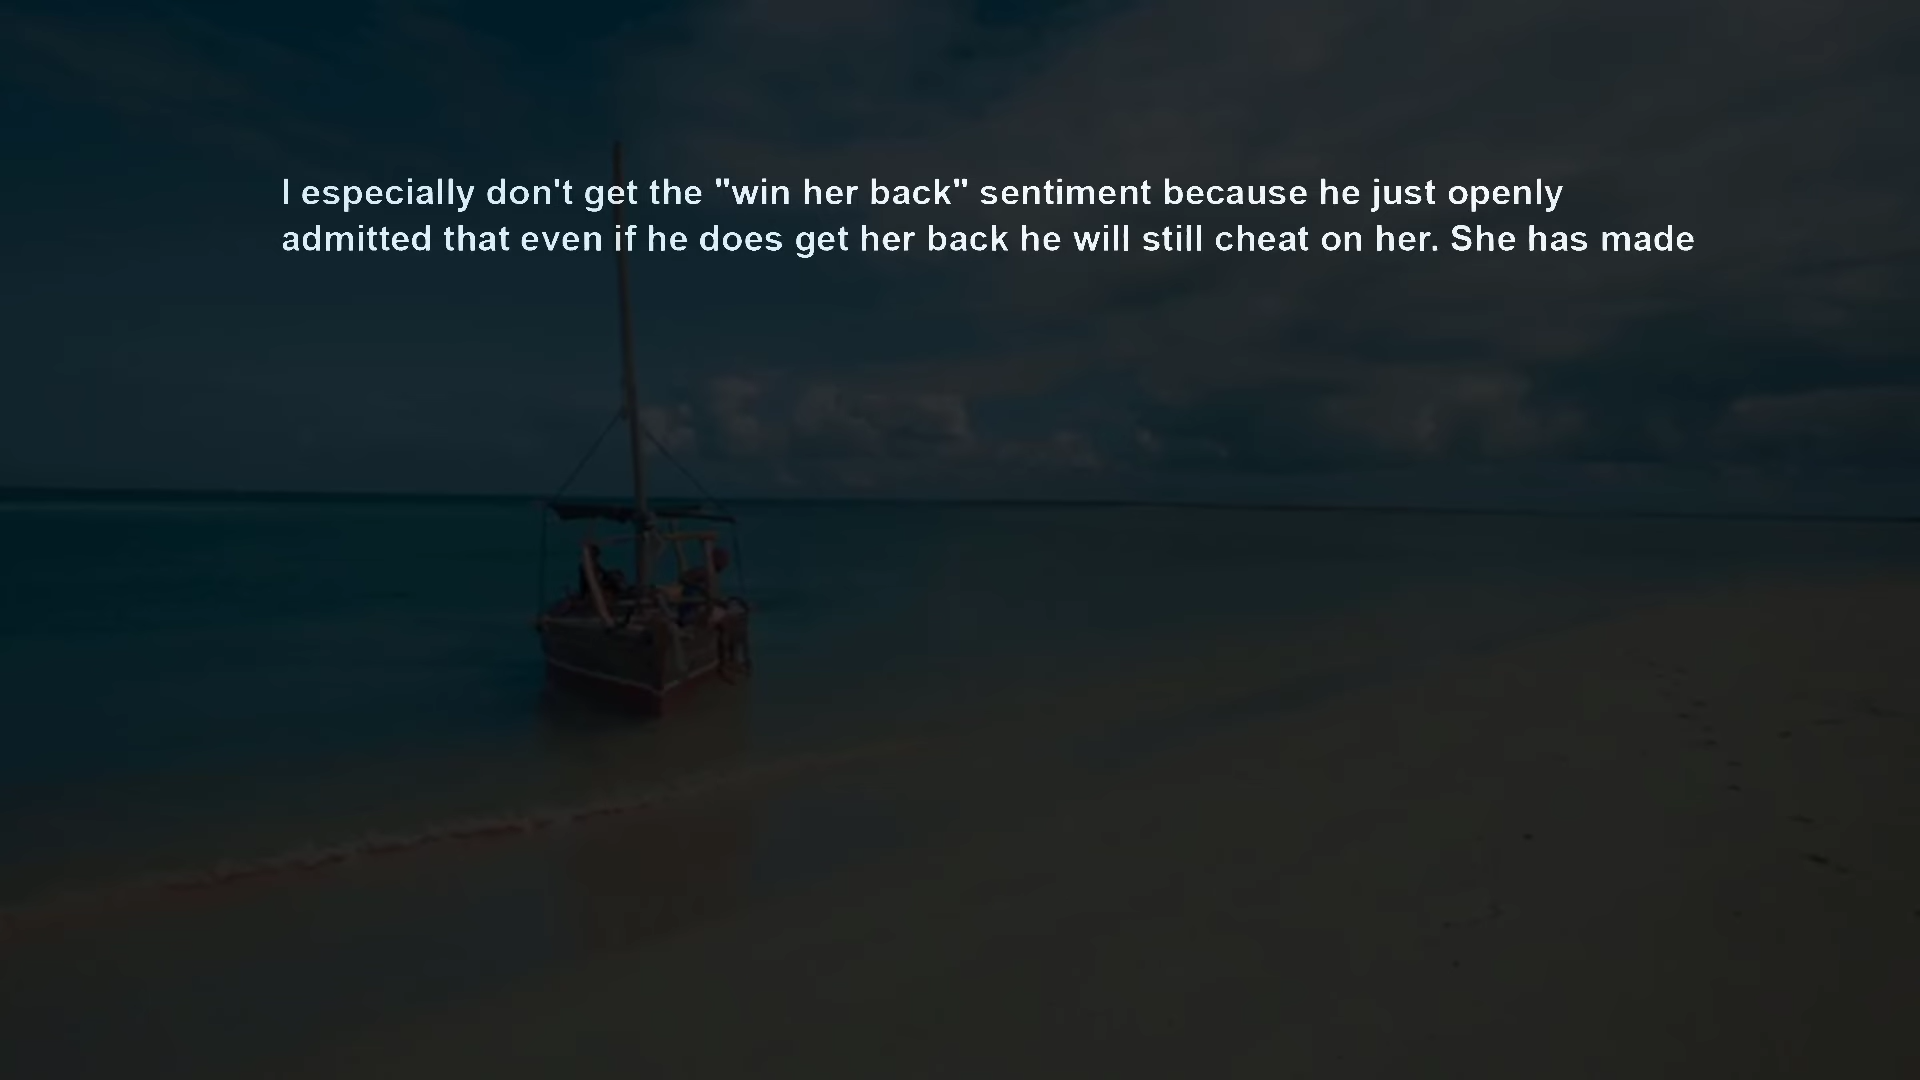 I especially don't get the "win her back" sentiment because he just openly
admitted that even if he does get her back he will still cheat on her. She has made